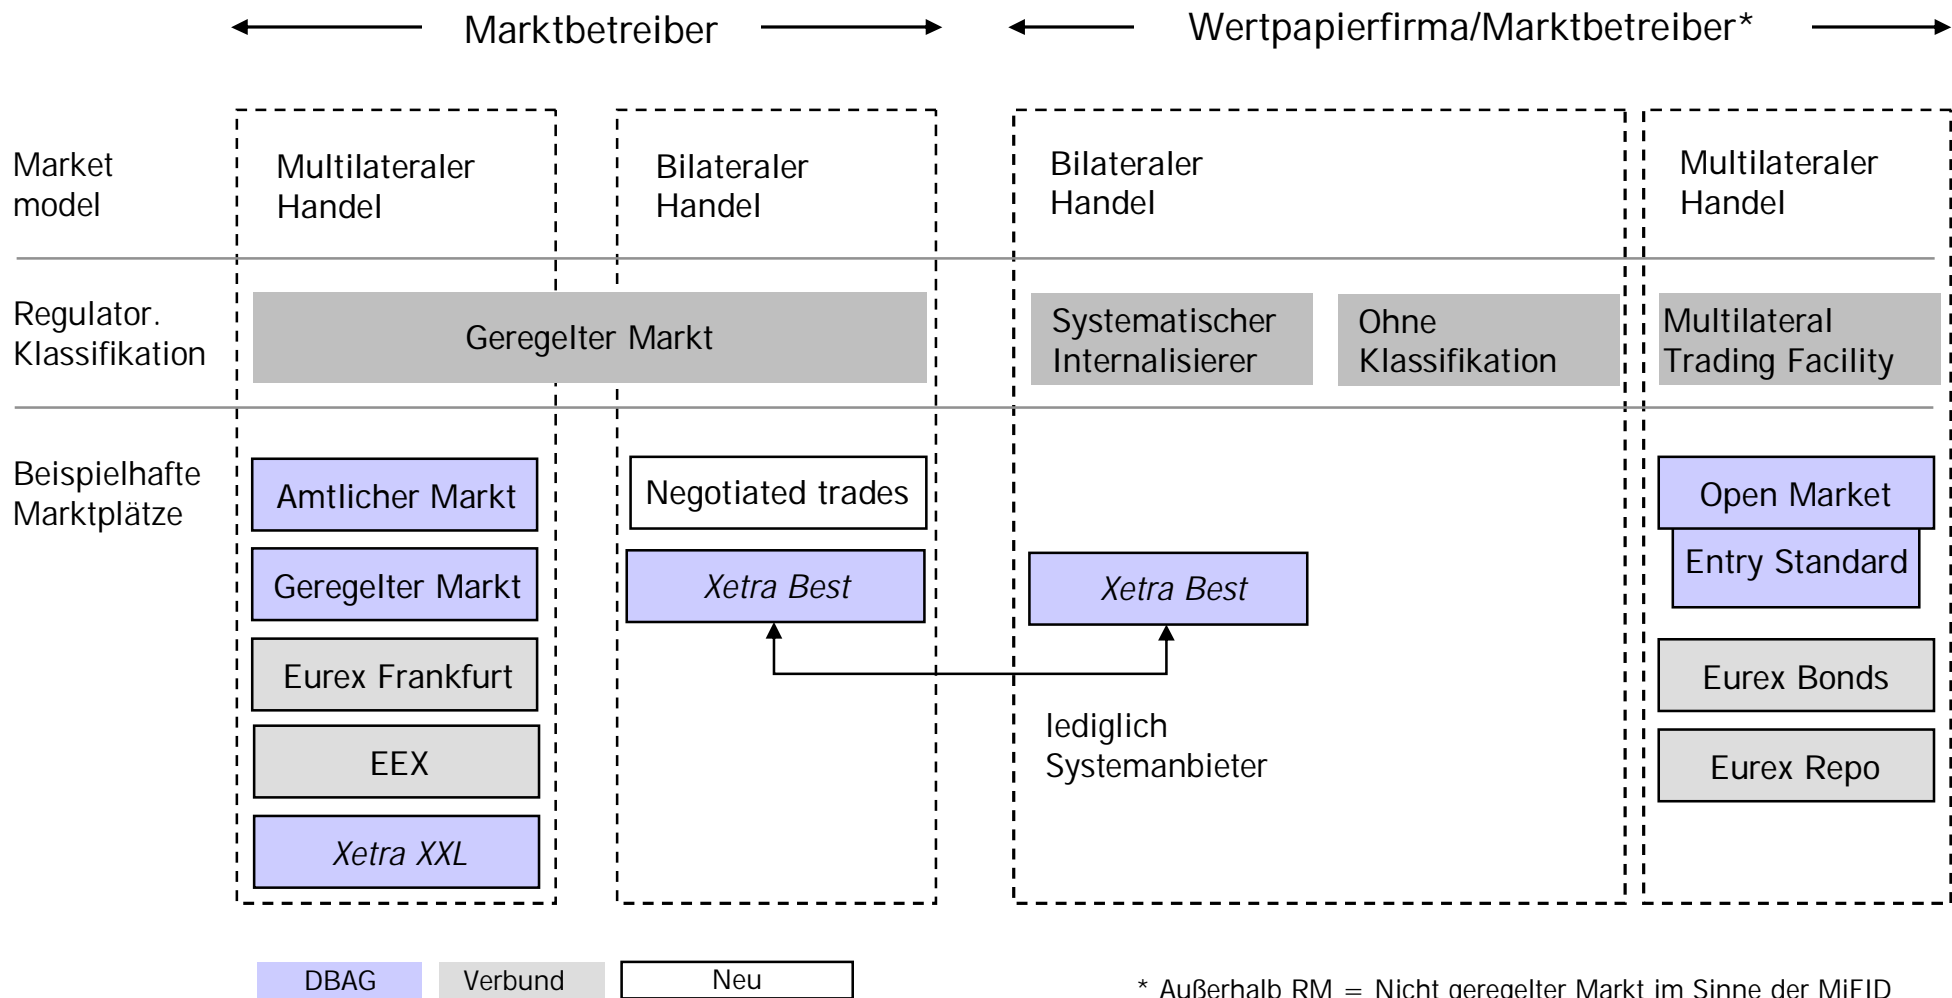 Marktbetreiber
Wertpapierfirma/Marktbetreiber*
Market
model
Multilateraler
Handel
Bilateraler
Handel
Bilateraler
Handel
Multilateraler
Handel
Regulator.
Klassifikation
Geregelter Markt
Systematischer
Internalisierer
Ohne
Klassifikation
Multilateral
Trading Facility
Beispielhafte
Marktplätze
Amtlicher Markt
Negotiated trades
Open Market
Geregelter Markt
Xetra Best
Xetra Best
Entry Standard
Eurex Frankfurt
Eurex Bonds
EEX
lediglich
Systemanbieter
Eurex Repo
Xetra XXL
DBAG
Verbund
Neu
* Außerhalb RM = Nicht geregelter Markt im Sinne der MiFID